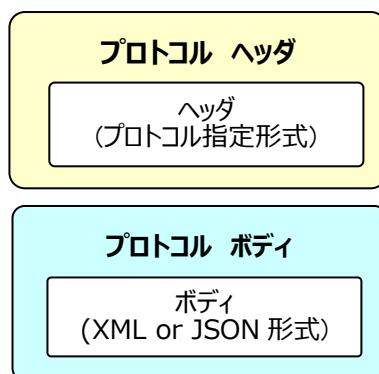 プロトコル ヘッダ
ヘッダ
（プロトコル指定形式）
プロトコル ボディ
ボディ
(XML or JSON 形式）